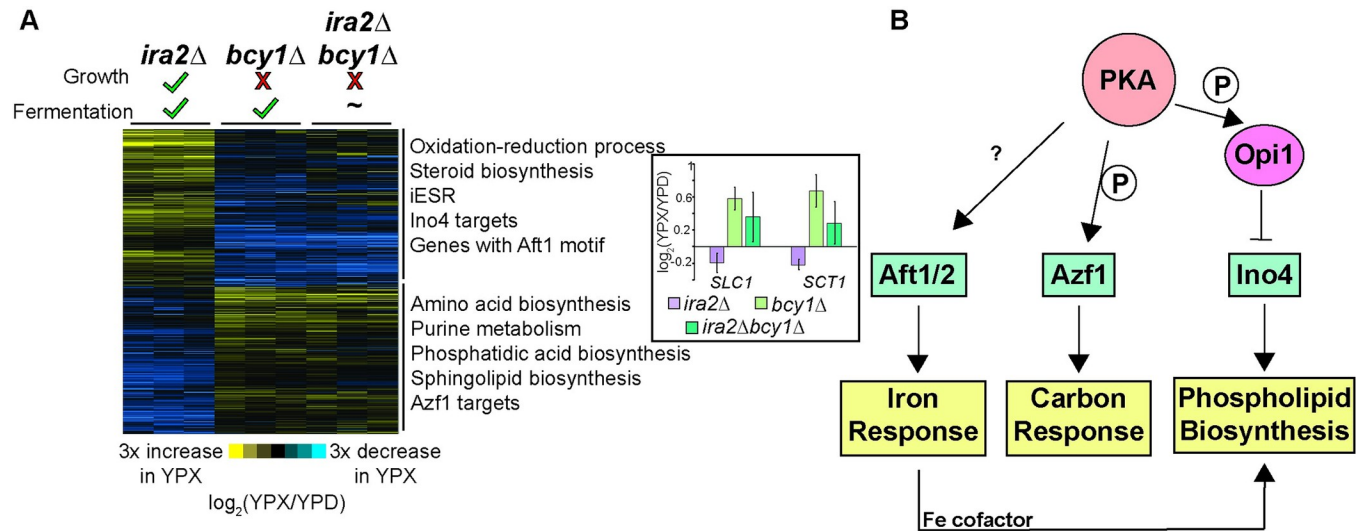 A
ira2Δ
bcy1Δ
ira2Δ
bcy1Δ
Growth
X
X
Fermentation
~
Oxidation-reduction process
Steroid biosynthesis
iESR
Ino4 targets
Genes with Aft1 motif
Amino acid biosynthesis
Purine metabolism
Phosphatidic acid biosynthesis
Sphingolipid biosynthesis
Azf1 targets
3x increase
in YPX
3x decrease
in YPX
log2(YPX/YPD)
log2(YPX/YPD)
1
0.6
0.2
-0.2
SLC1
SCT1
ira2Δ
bcy1Δ
ira2Δbcy1Δ
B
PKA
P
Opi1
?
P
Aft1/2
Azf1
Ino4
Iron
Response
Carbon
Response
Phospholipid
Biosynthesis
Fe cofactor